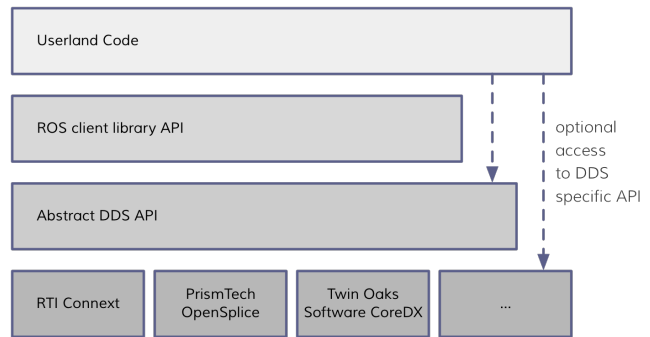 Userland Code
ROS client library API
optional
access
to DDS
specific API
Abstract DDS API
RTI Connext
PrismTech
OpenSplice
Twin Oaks
Software CoreDX
...